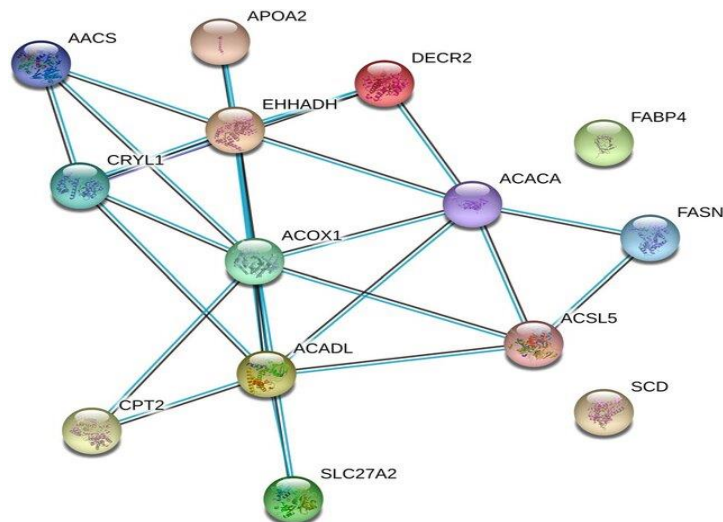 APOA2
AACS
DECR2
EHHADH
FABP4
CRYL1
ACACA
FASN
ACOX1
ACSL5
ACADL
SCD
CPT2
SLC27A2